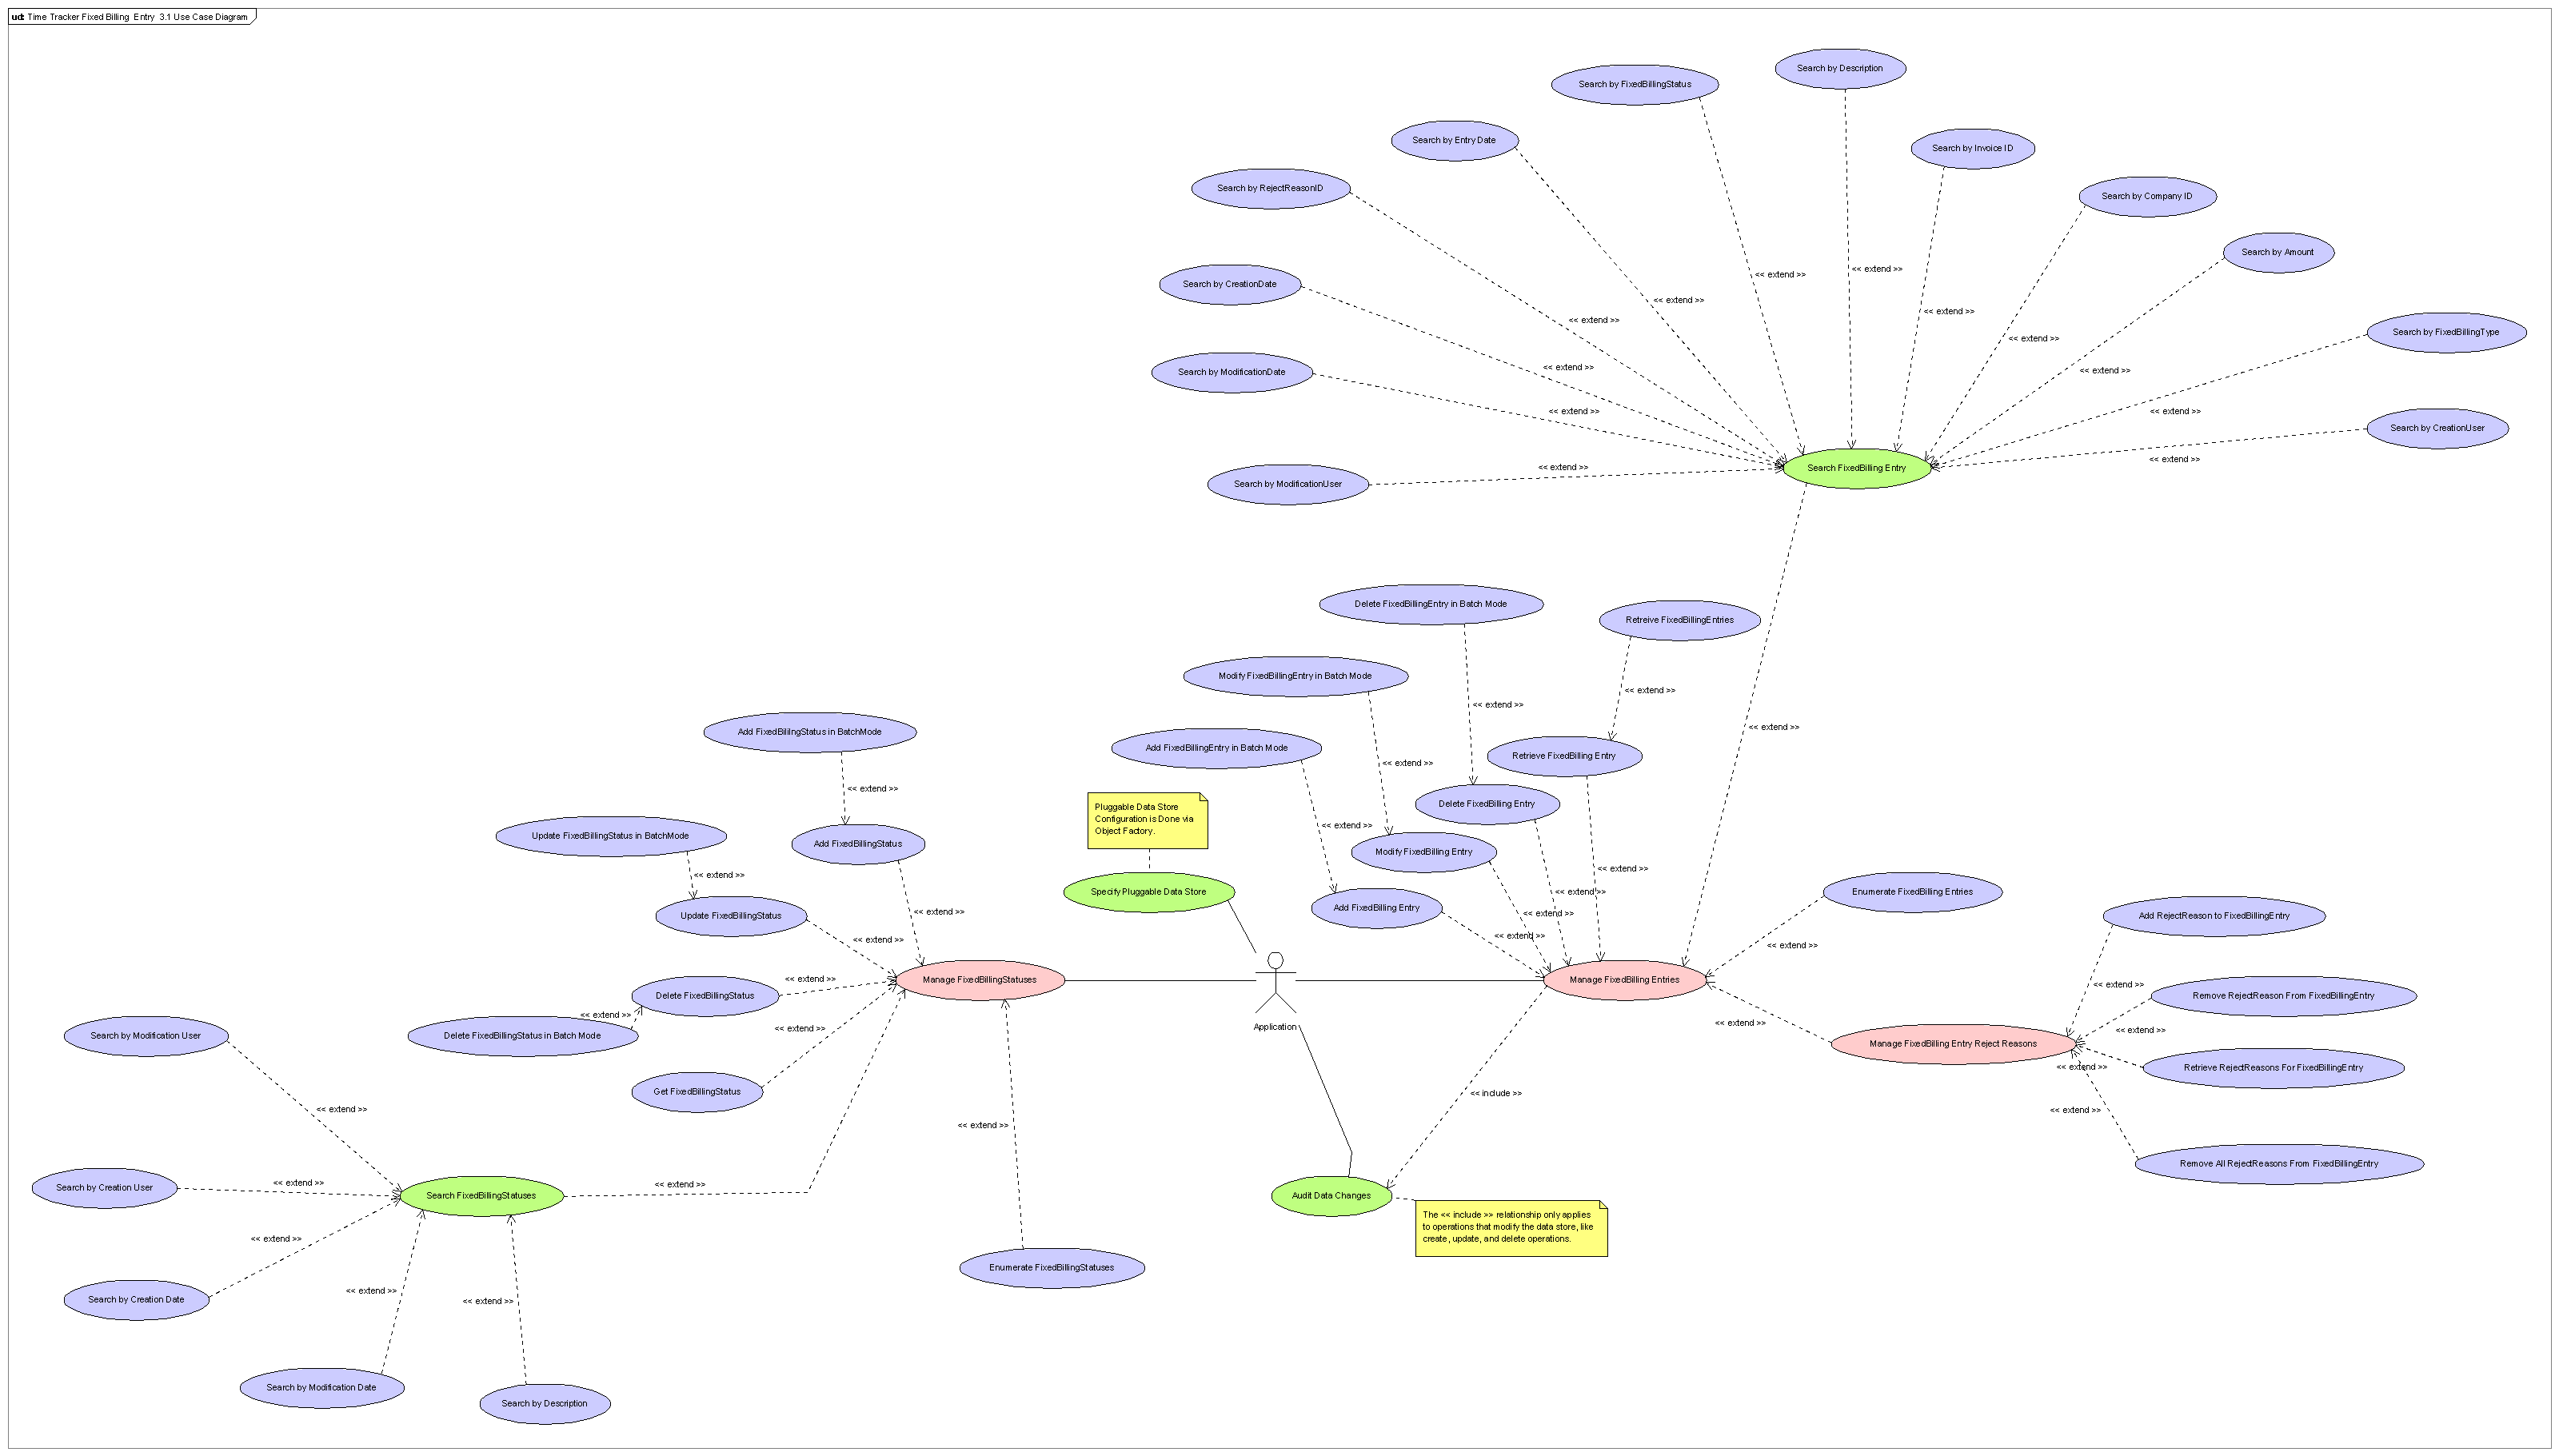 ud: Time Tracker Fixed Billing Entry 3.1 Use Case Diagram
Search by Description
Search by FixedBillingStatus
Search by Entry Date
Search by Invoice ID
Search by RejectReasonID
Search by Company ID
Search by Amount
<< extend >>
<< extend >>
Search by CreationDate
<< extend >>
<< extend >>
<< extend >>
Search by FixedBillingType
<< extend >>
<< extend >>
Search by ModificationDate
<< extend >>
<< extend >>
<< extend >>
Search by CreationUser
<< extend >>
<< extend >>
Search FixedBilling Entry
Search by ModificationUser
Delete FixedBillingEntry in Batch Mode
Retreive FixedBillingEntries
Modify FixedBillingEntry in Batch Mode
<< extend >>
<< extend >>
<< extend >>
Add FixedBililngStatus in BatchMode
Add FixedBillingEntry in Batch Mode
Retrieve FixedBilling Entry
<< extend >>
<< extend >>
Delete FixedBilling Entry
Pluggable Data Store
Configuration is Done via
Object Factory.
<< extend >>
Update FixedBillingStatus in BatchMode
Add FixedBillingStatus
Modify FixedBilling Entry
<< extend >>
<< extend >>
Specify Pluggable Data Store
<< extend >>
Enumerate FixedBilling Entries
Add FixedBilling Entry
<< extend >>
<< extend >>
Update FixedBillingStatus
Add RejectReason to FixedBillingEntry
<< extend >>
<< extend >>
<< extend >>
<< extend >>
Manage FixedBillingStatuses
Manage FixedBilling Entries
<< extend >>
Delete FixedBillingStatus
Remove RejectReason From FixedBillingEntry
<< extend >>
<< extend >>
<< extend >>
Application
<< extend >>
<< extend >>
Search by Modification User
Delete FixedBillingStatus in Batch Mode
Manage FixedBilling Entry Reject Reasons
Retrieve RejectReasons For FixedBillingEntry
<< extend >>
Get FixedBillingStatus
<< include >>
<< extend >>
<< extend >>
<< extend >>
Remove All RejectReasons From FixedBillingEntry
<< extend >>
<< extend >>
Search by Creation User
Search FixedBillingStatuses
Audit Data Changes
The << include >> relationship only applies
to operations that modify the data store, like
create, update, and delete operations.
<< extend >>
Enumerate FixedBillingStatuses
<< extend >>
Search by Creation Date
<< extend >>
Search by Modification Date
Search by Description